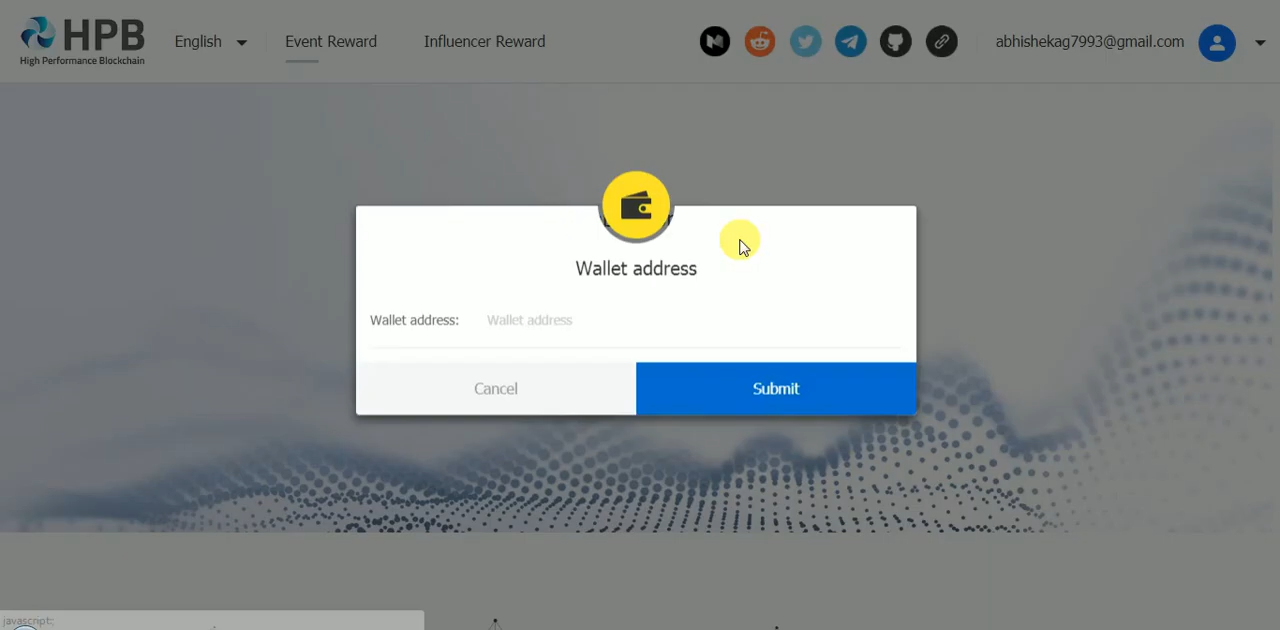 HPB
High Performance Blockchain
English
Event Reward
Influencer Reward
abhishekag7993@gmail.com
Wallet address
Wallet address:
Wallet address
Cancel
Submit
javascript: